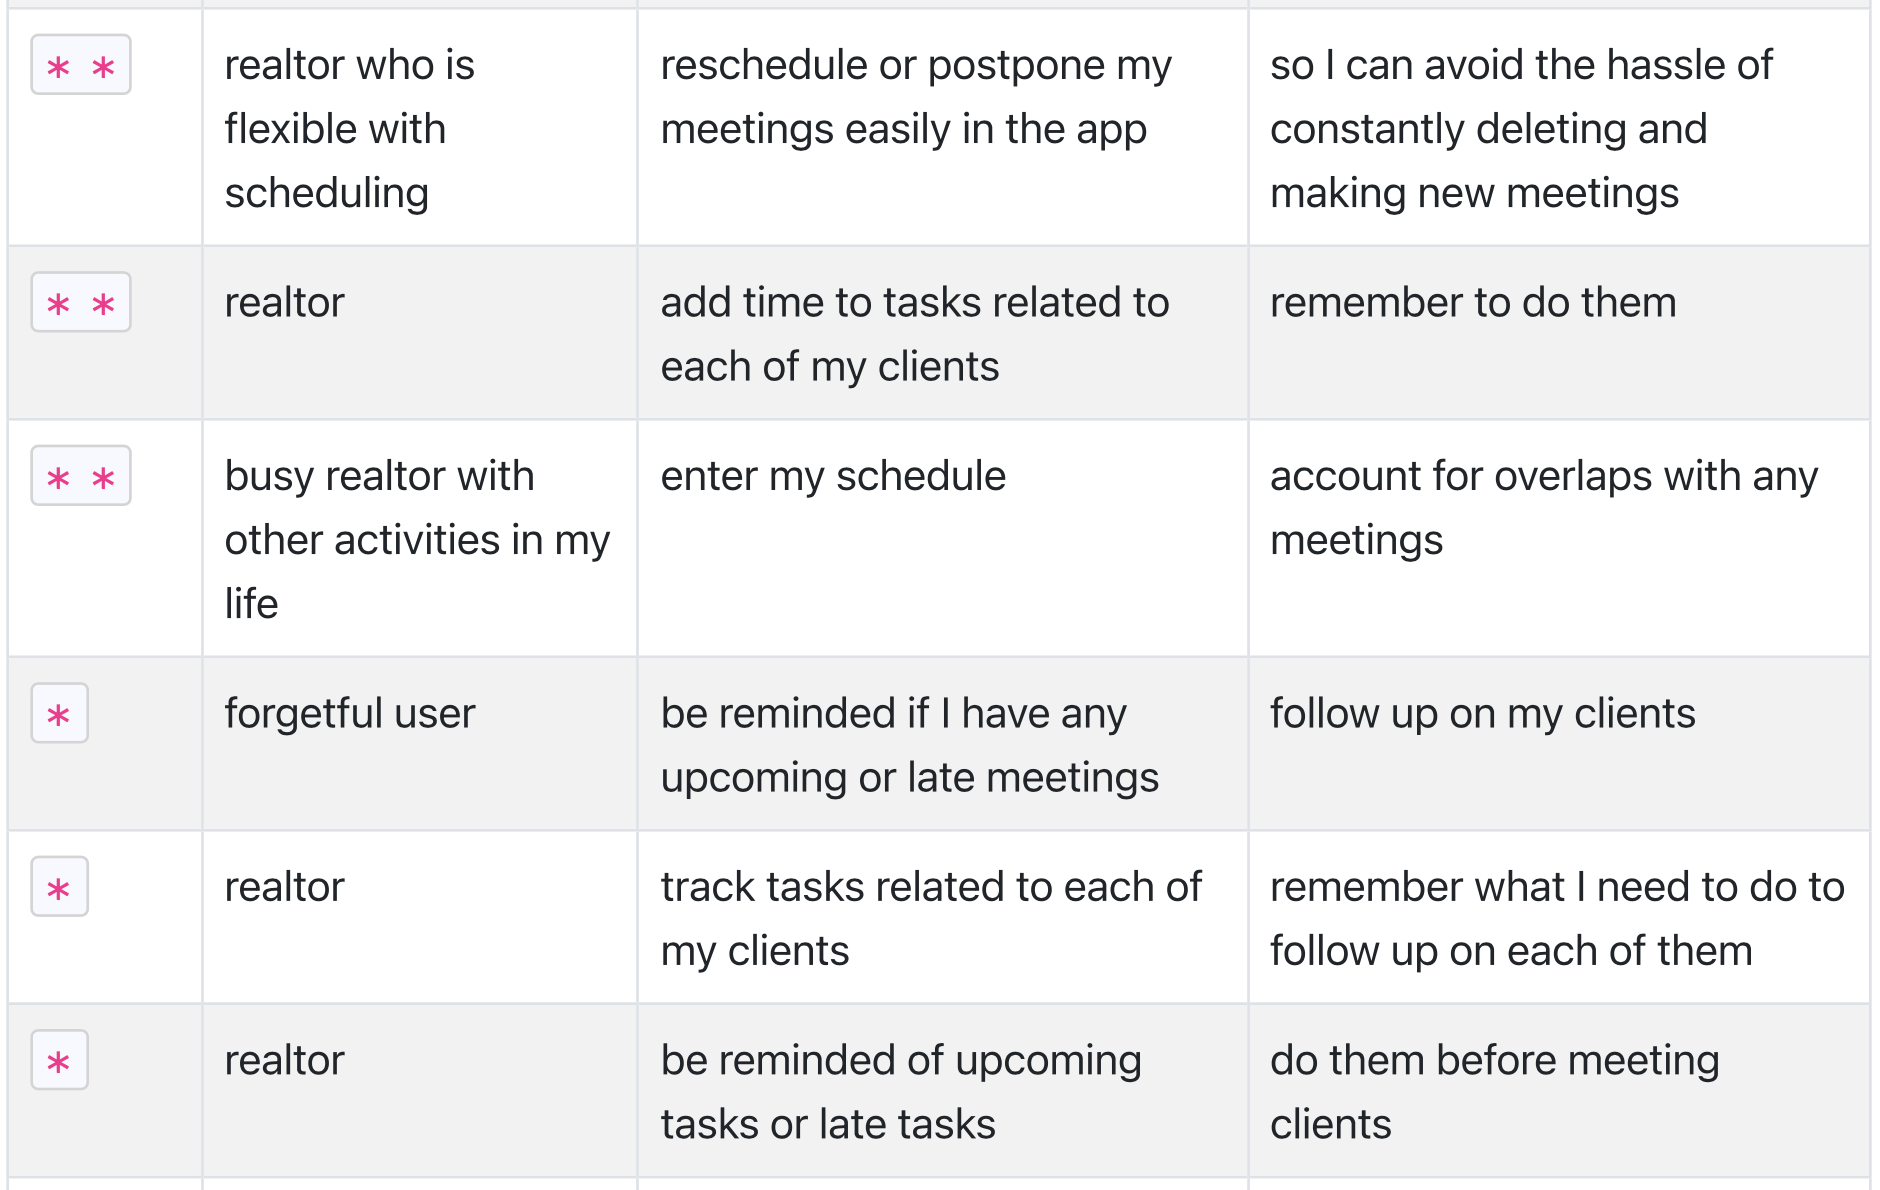 * *
realtor who is
flexible with
scheduling
reschedule or postpone my
meetings easily in the app
so I can avoid the hassle of
constantly deleting and
making new meetings
* *
realtor
add time to tasks related to
each of my clients
remember to do them
* *
busy realtor with
other activities in my
life
enter my schedule
account for overlaps with any
meetings
*
forgetful user
be reminded if I have any
upcoming or late meetings
follow up on my clients
*
realtor
track tasks related to each of
my clients
remember what I need to do to
follow up on each of them
*
realtor
be reminded of upcoming
tasks or late tasks
do them before meeting
clients